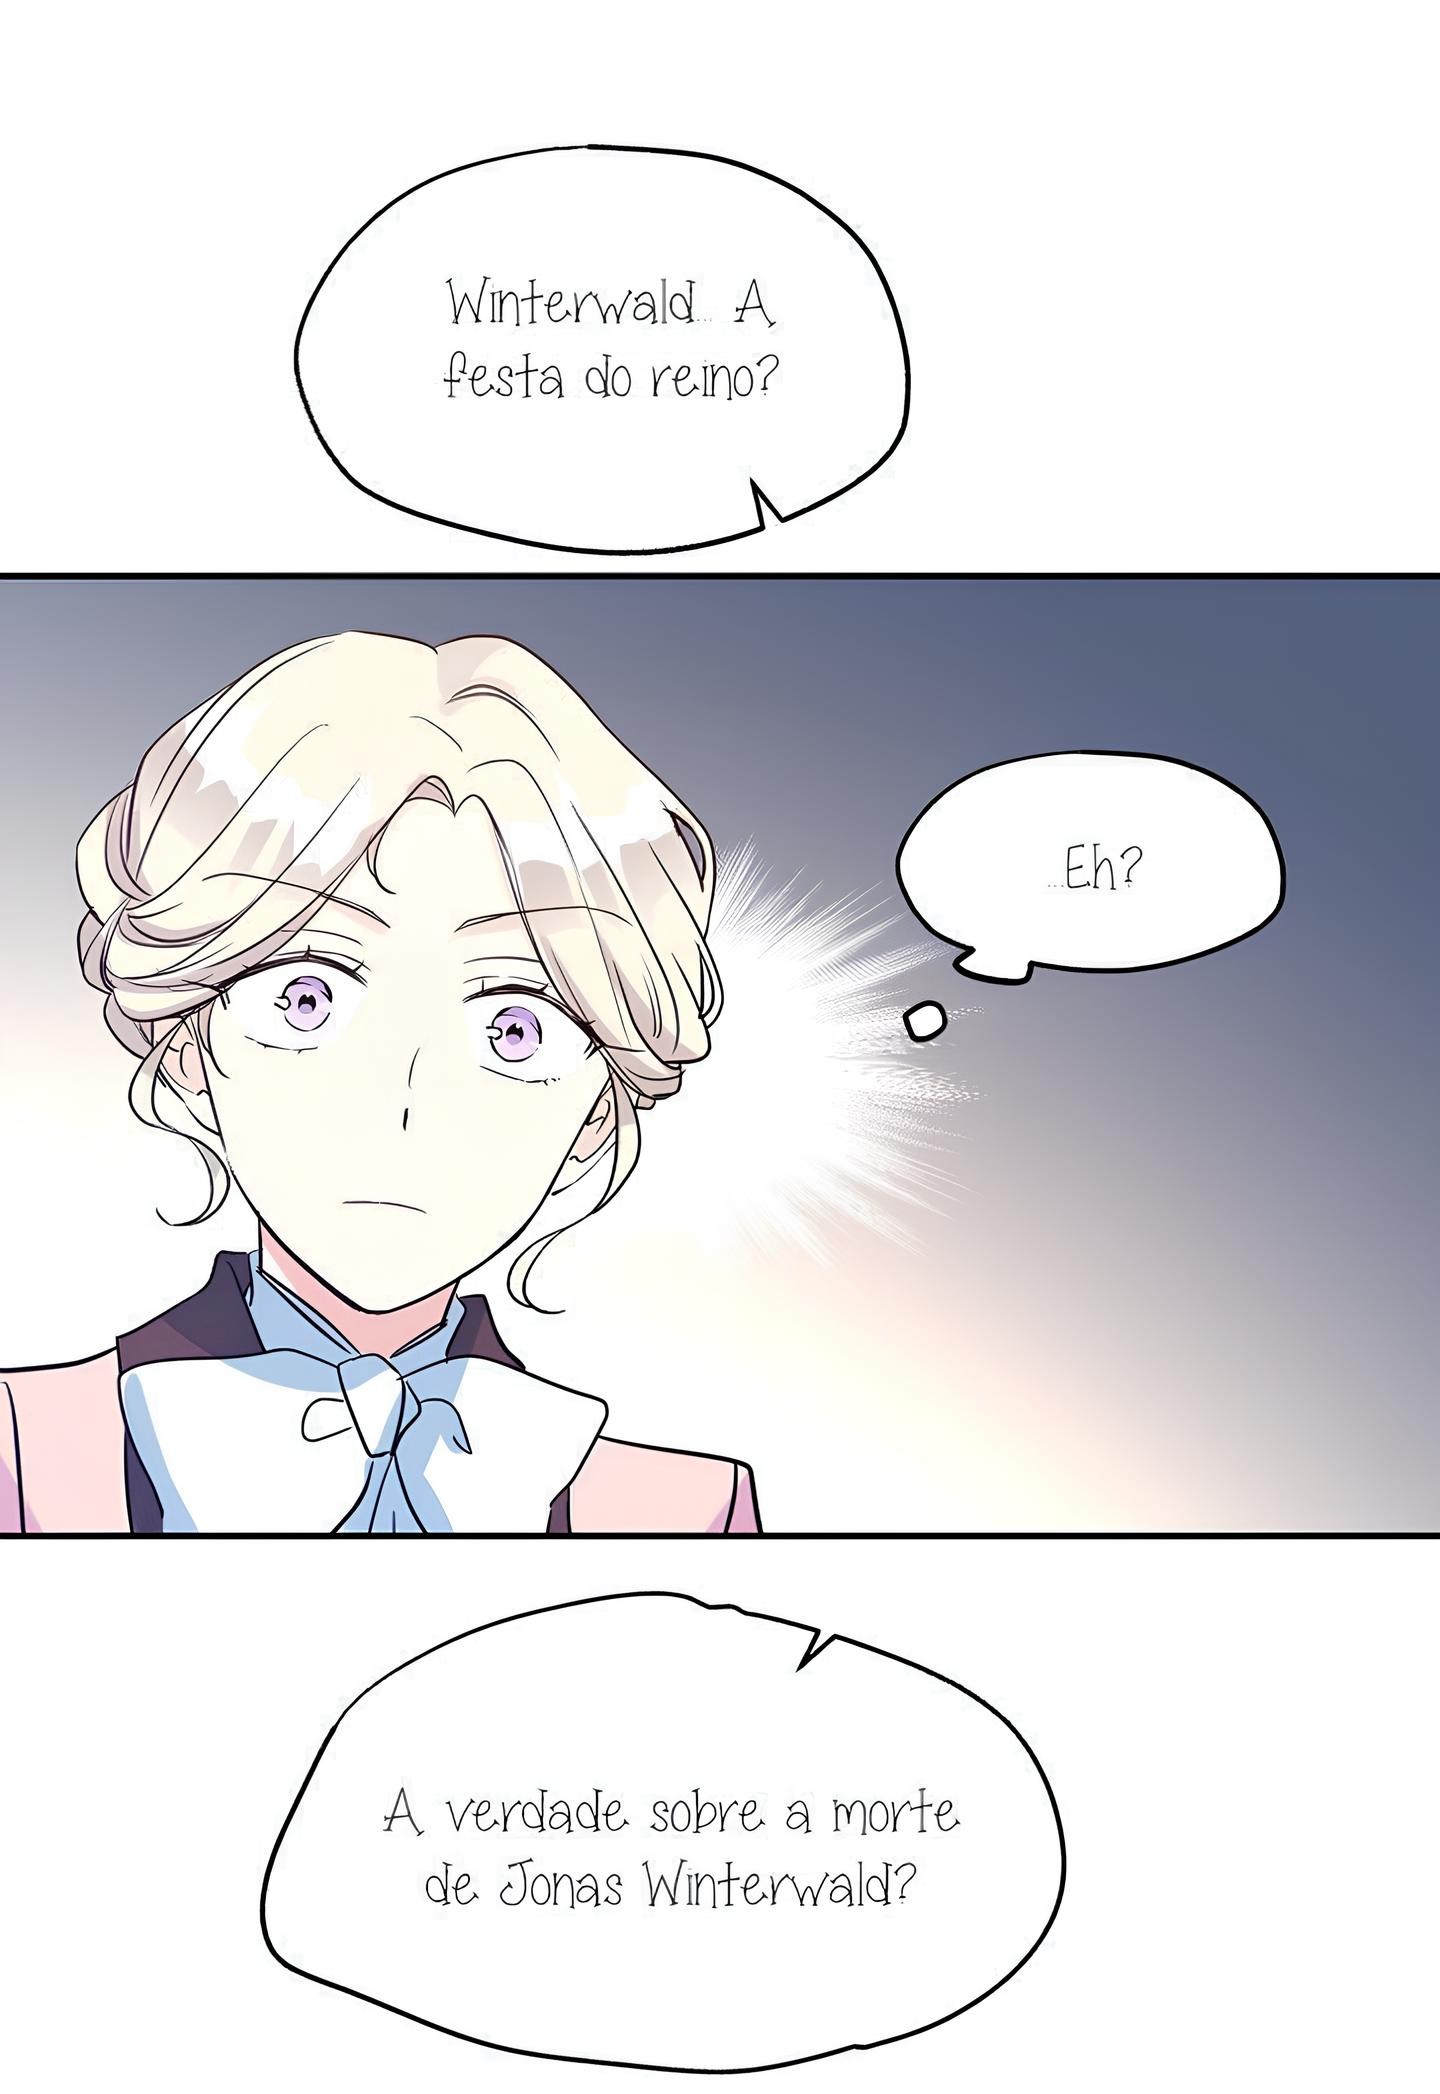 Winterwald... A
festa do reino?
...Eh?
A verdade sobre a morte
de Jonas Winterwald?